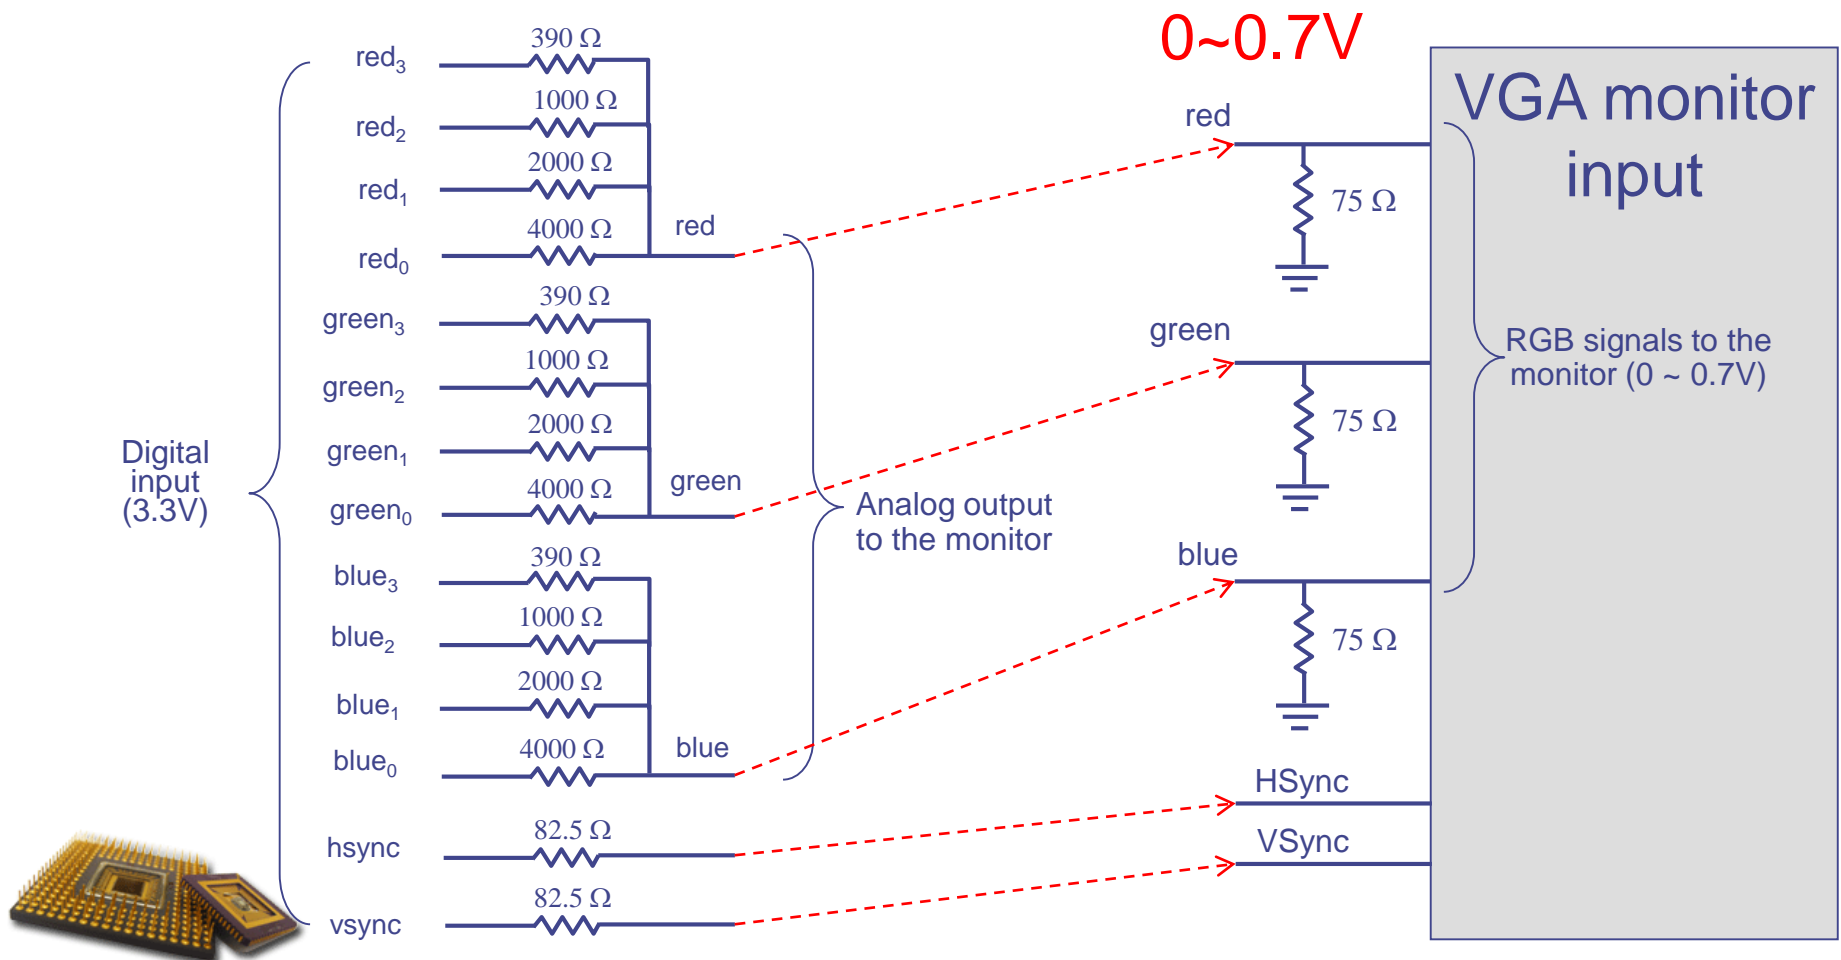 0~0.7V
390 Ω
red3
1000 Ω
red2
2000 Ω
red1
4000 Ω
red0
red
390 Ω
green3
1000 Ω
green2
2000 Ω
green1
4000 Ω
green0
green
390 Ω
blue3
1000 Ω
blue2
2000 Ω
blue1
4000 Ω
blue0
blue
82.5 Ω
hsync
82.5 Ω
vsync
Digital
input
(3.3V)
Analog output
to the monitor
red
75 Ω
green
75 Ω
blue
75 Ω
HSync
VSync
VGA monitor
input
RGB signals to the
monitor (0 ~ 0.7V)